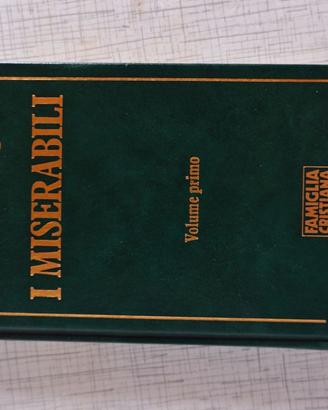 I MISERABILI
Volume primo
FAMIGLIA
CRISTIANA